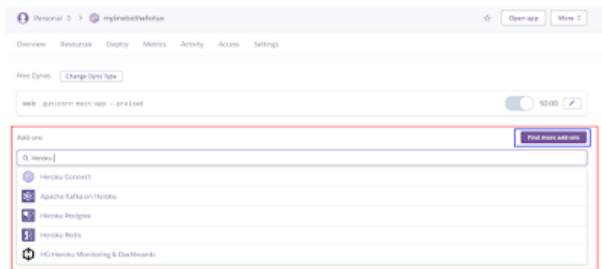 Personal > mylinebothellotux
Open app More
Overview Resources Deploy Metrics Activity Access Settings
Free Dynos Change Dyno Type
web gunicorn main:app --preload $0.00
Add-ons Find more add-ons
Heroku
Heroku Connect
Apache Kafka on Heroku
Heroku Postgres
Heroku Redis
HG Heroku Monitoring & Dashboards